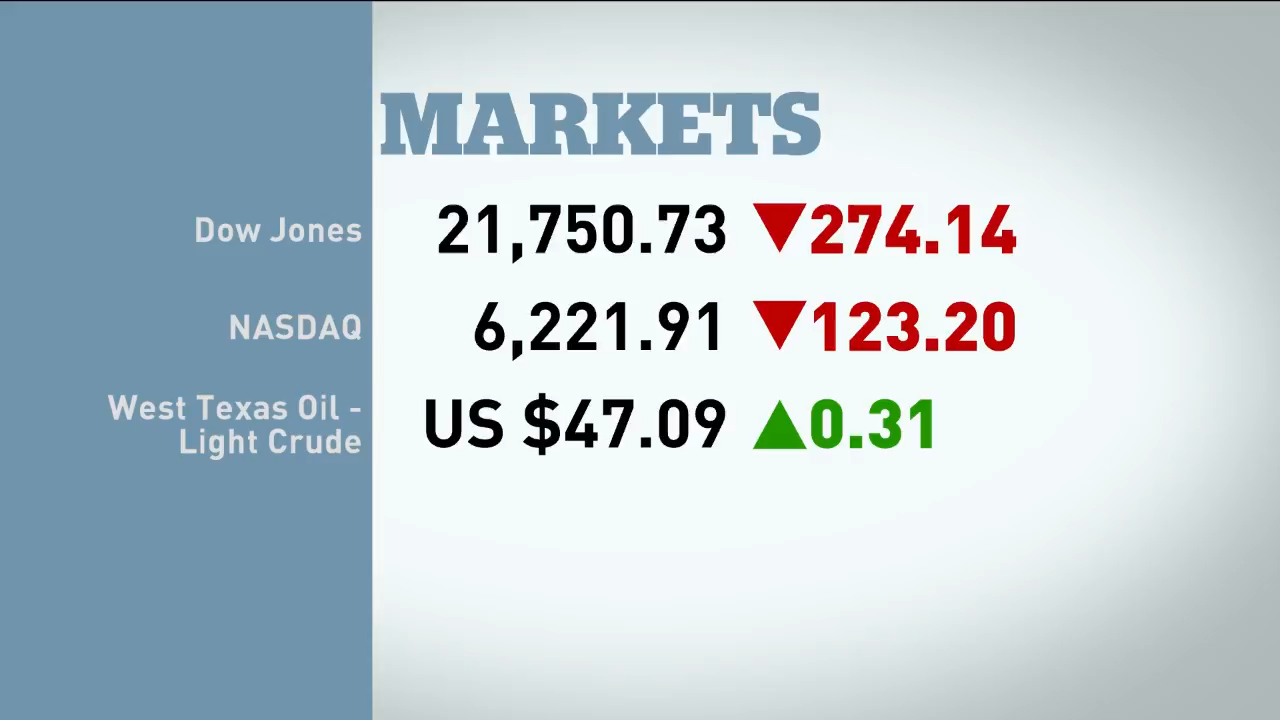 MARKETS
Dow Jones 21,750.73 ▼274.14
NASDAQ 6,221.91 ▼123.20
West Texas Oil -
Light Crude US $47.09 ▲0.31